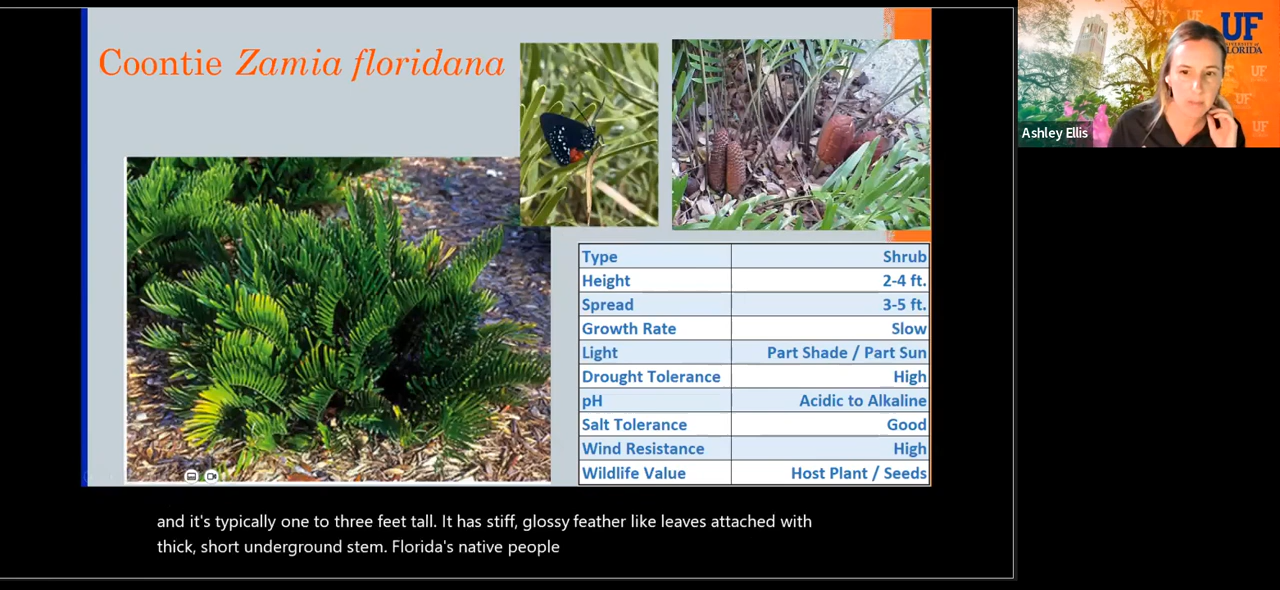 Coontie Zamia floridana
Type Shrub
Height 2-4 ft.
Spread 3-5 ft.
Growth Rate Slow
Light Part Shade / Part Sun
Drought Tolerance High
pH Acidic to Alkaline
Salt Tolerance Good
Wind Resistance High
Wildlife Value Host Plant / Seeds
and it's typically one to three feet tall. It has stiff, glossy feather like leaves attached with
thick, short underground stem. Florida's native people
UF
FLORIDA
UF
UF
UF
Ashley Ellis